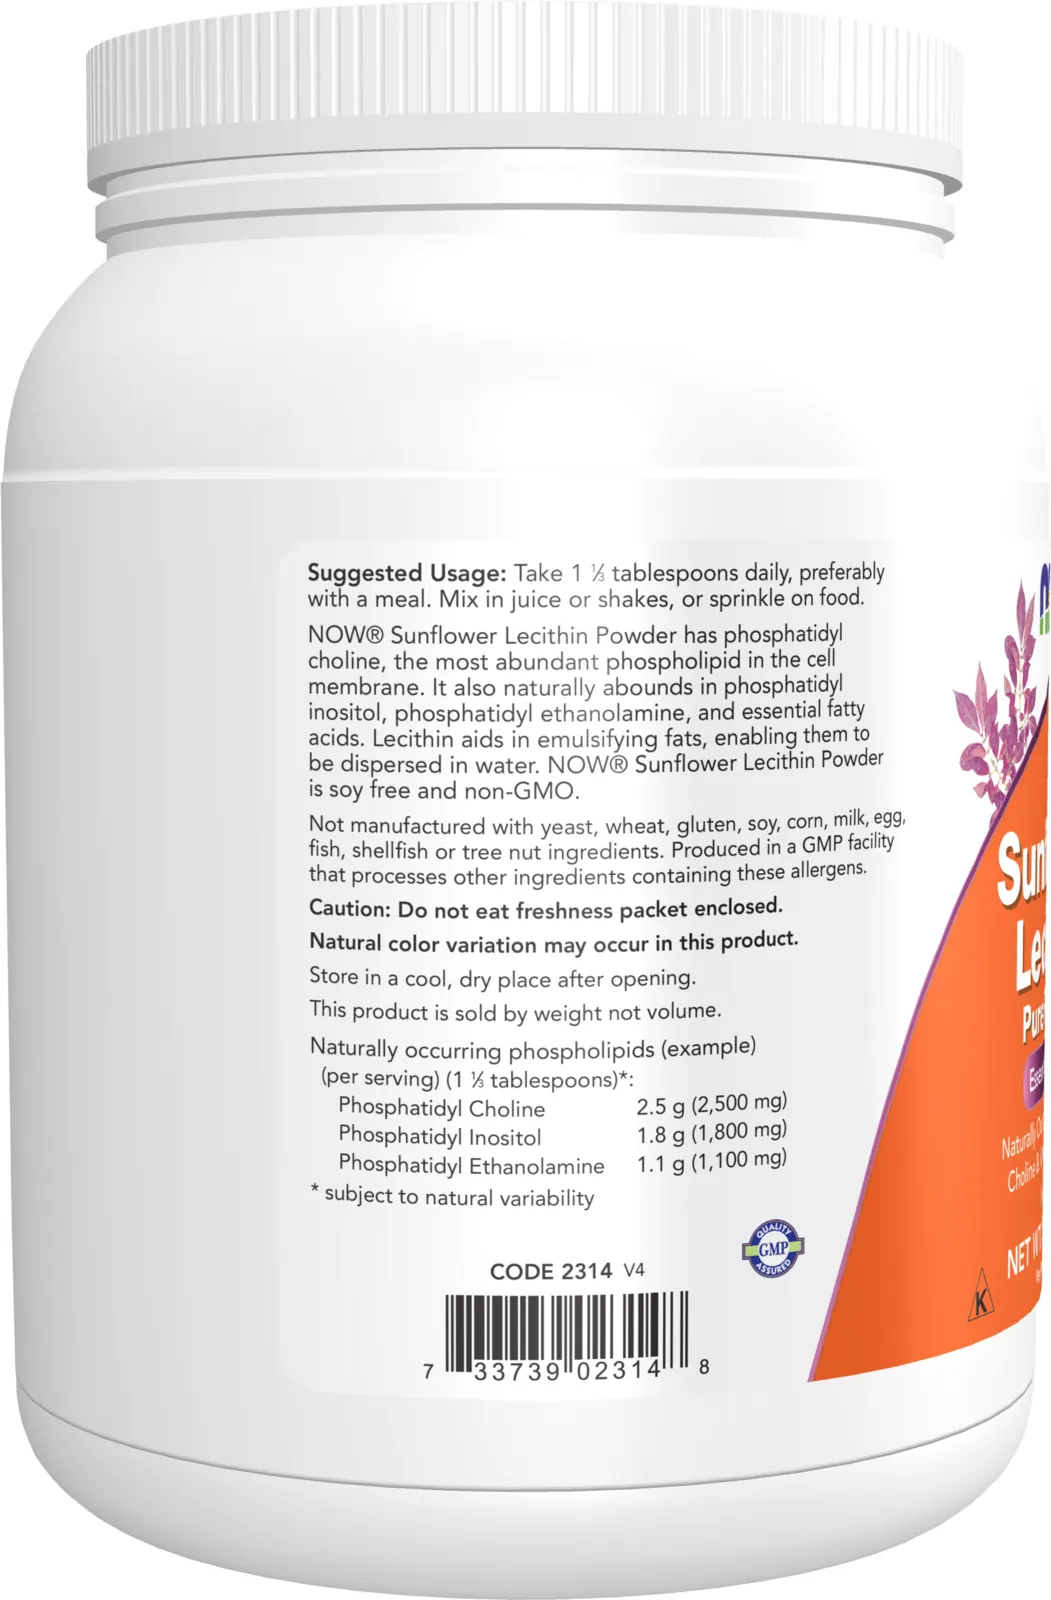 Suggested Usage: Take 1 ⅓ tablespoons daily, preferably
with a meal. Mix in juice or shakes, or sprinkle on food.
NOW® Sunflower Lecithin Powder has phosphatidyl
choline, the most abundant phospholipid in the cell
membrane. It also naturally abounds in phosphatidyl
inositol, phosphatidyl ethanolamine, and essential fatty
acids. Lecithin aids in emulsifying fats, enabling them to
be dispersed in water. NOW® Sunflower Lecithin Powder
is soy free and non-GMO.
Not manufactured with yeast, wheat, gluten, soy, corn, milk, egg,
fish, shellfish or tree nut ingredients. Produced in a GMP facility
that processes other ingredients containing these allergens.
Caution: Do not eat freshness packet enclosed.
Natural color variation may occur in this product.
Store in a cool, dry place after opening.
This product is sold by weight not volume.
Naturally occurring phospholipids (example)
(per serving) (1 ⅓ tablespoons)*:
Phosphatidyl Choline 2.5 g (2,500 mg)
Phosphatidyl Inositol 1.8 g (1,800 mg)
Phosphatidyl Ethanolamine 1.1 g (1,100 mg)
* subject to natural variability
QUALITY
GMP
ASSURED
CODE 2314 V4
7 33739 02314 8
Sun
Lec
Pure
Naturally
Choline &
NET
K